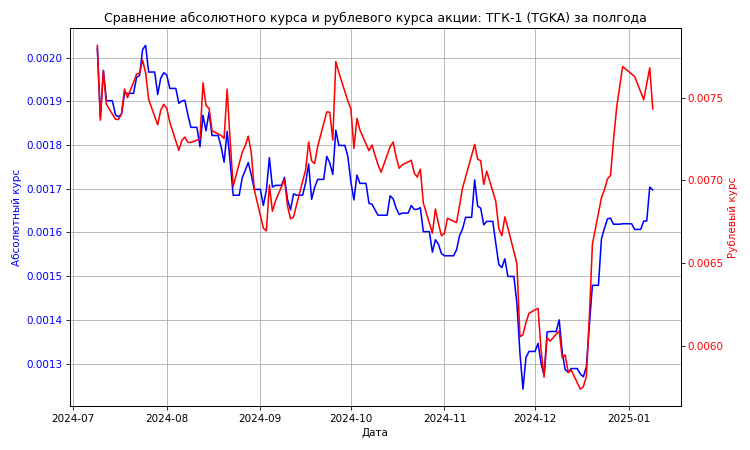 Сравнение абсолютного курса и рублевого курса акции: ТГК-1 (TGKA) за полгода
0.0020
0.0019
0.0018
0.0017
0.0016
0.0015
0.0014
0.0013
Абсолютный курс
0.0075
0.0070
0.0065
0.0060
Рублевый курс
2024-07 2024-08 2024-09 2024-10 2024-11 2024-12 2025-01
Дата